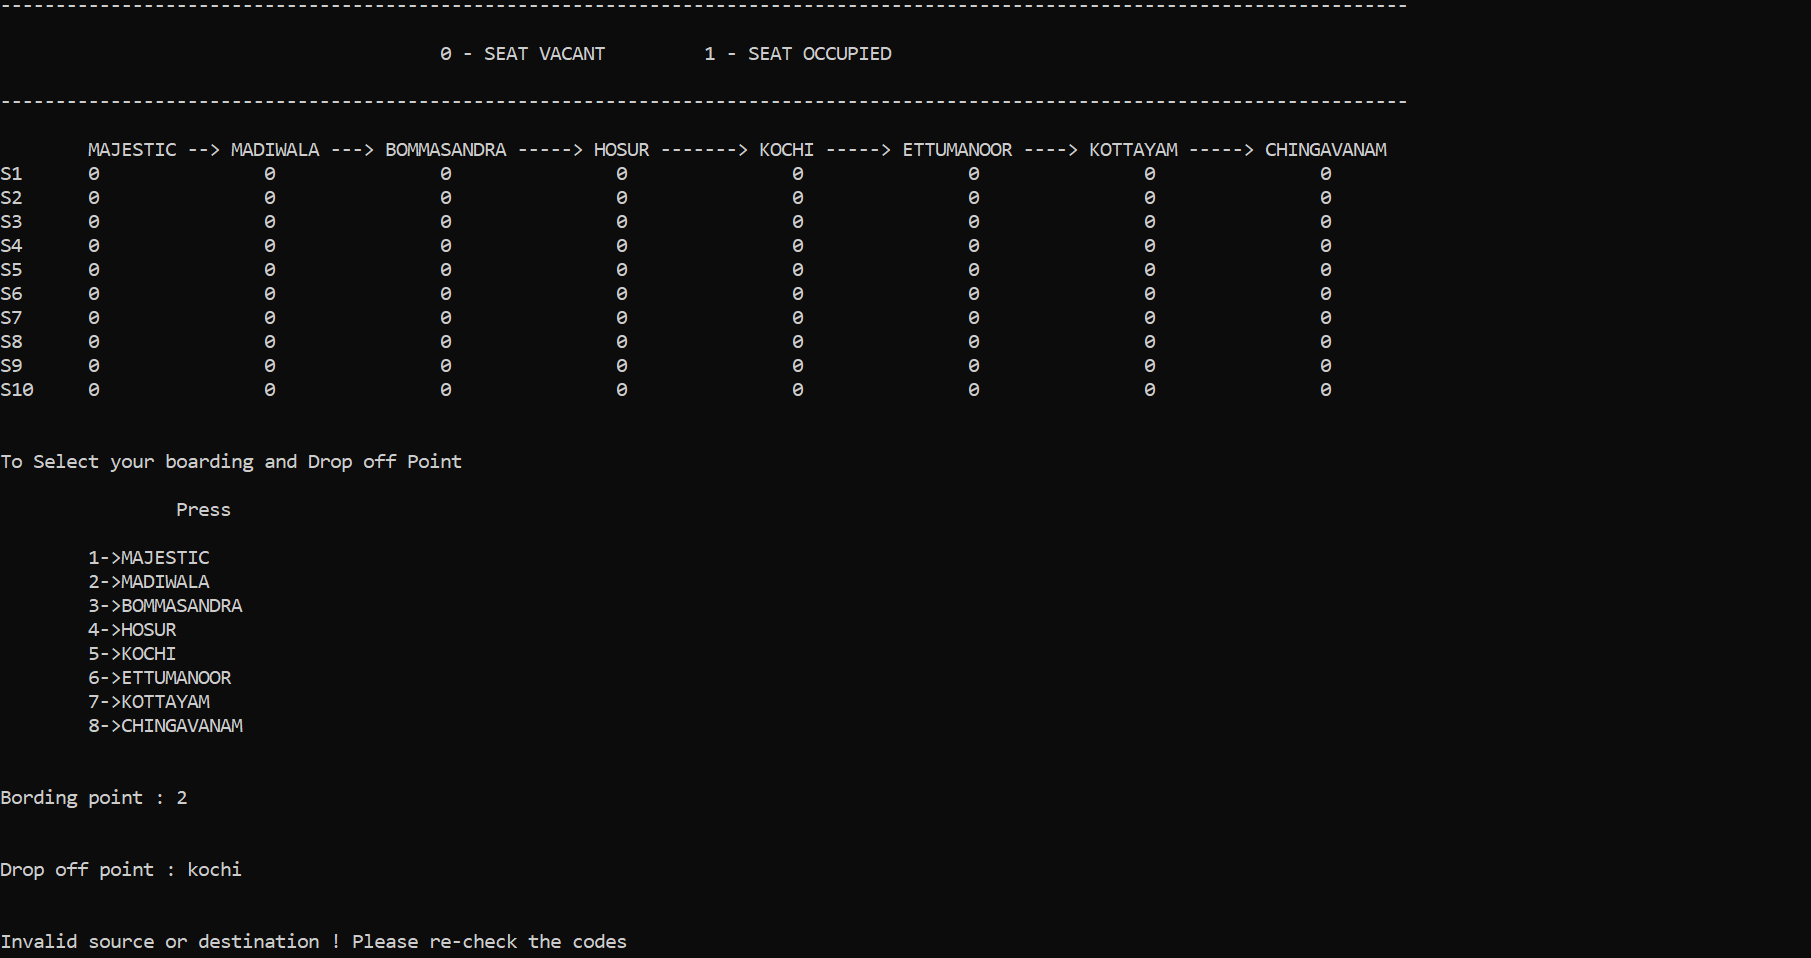 --------------------------------------------------------------------------------------------------------------------------------
0 - SEAT VACANT         1 - SEAT OCCUPIED
--------------------------------------------------------------------------------------------------------------------------------
MAJESTIC --> MADIWALA ---> BOMMASANDRA -----> HOSUR -------> KOCHI -----> ETTUMANOOR ----> KOTTAYAM -----> CHINGAVANAM
S1      0               0               0               0               0               0               0               0
S2      0               0               0               0               0               0               0               0
S3      0               0               0               0               0               0               0               0
S4      0               0               0               0               0               0               0               0
S5      0               0               0               0               0               0               0               0
S6      0               0               0               0               0               0               0               0
S7      0               0               0               0               0               0               0               0
S8      0               0               0               0               0               0               0               0
S9      0               0               0               0               0               0               0               0
S10     0               0               0               0               0               0               0               0
To Select your boarding and Drop off Point
Press
1->MAJESTIC
2->MADIWALA
3->BOMMASANDRA
4->HOSUR
5->KOCHI
6->ETTUMANOOR
7->KOTTAYAM
8->CHINGAVANAM
Bording point : 2
Drop off point : kochi
Invalid source or destination ! Please re-check the codes